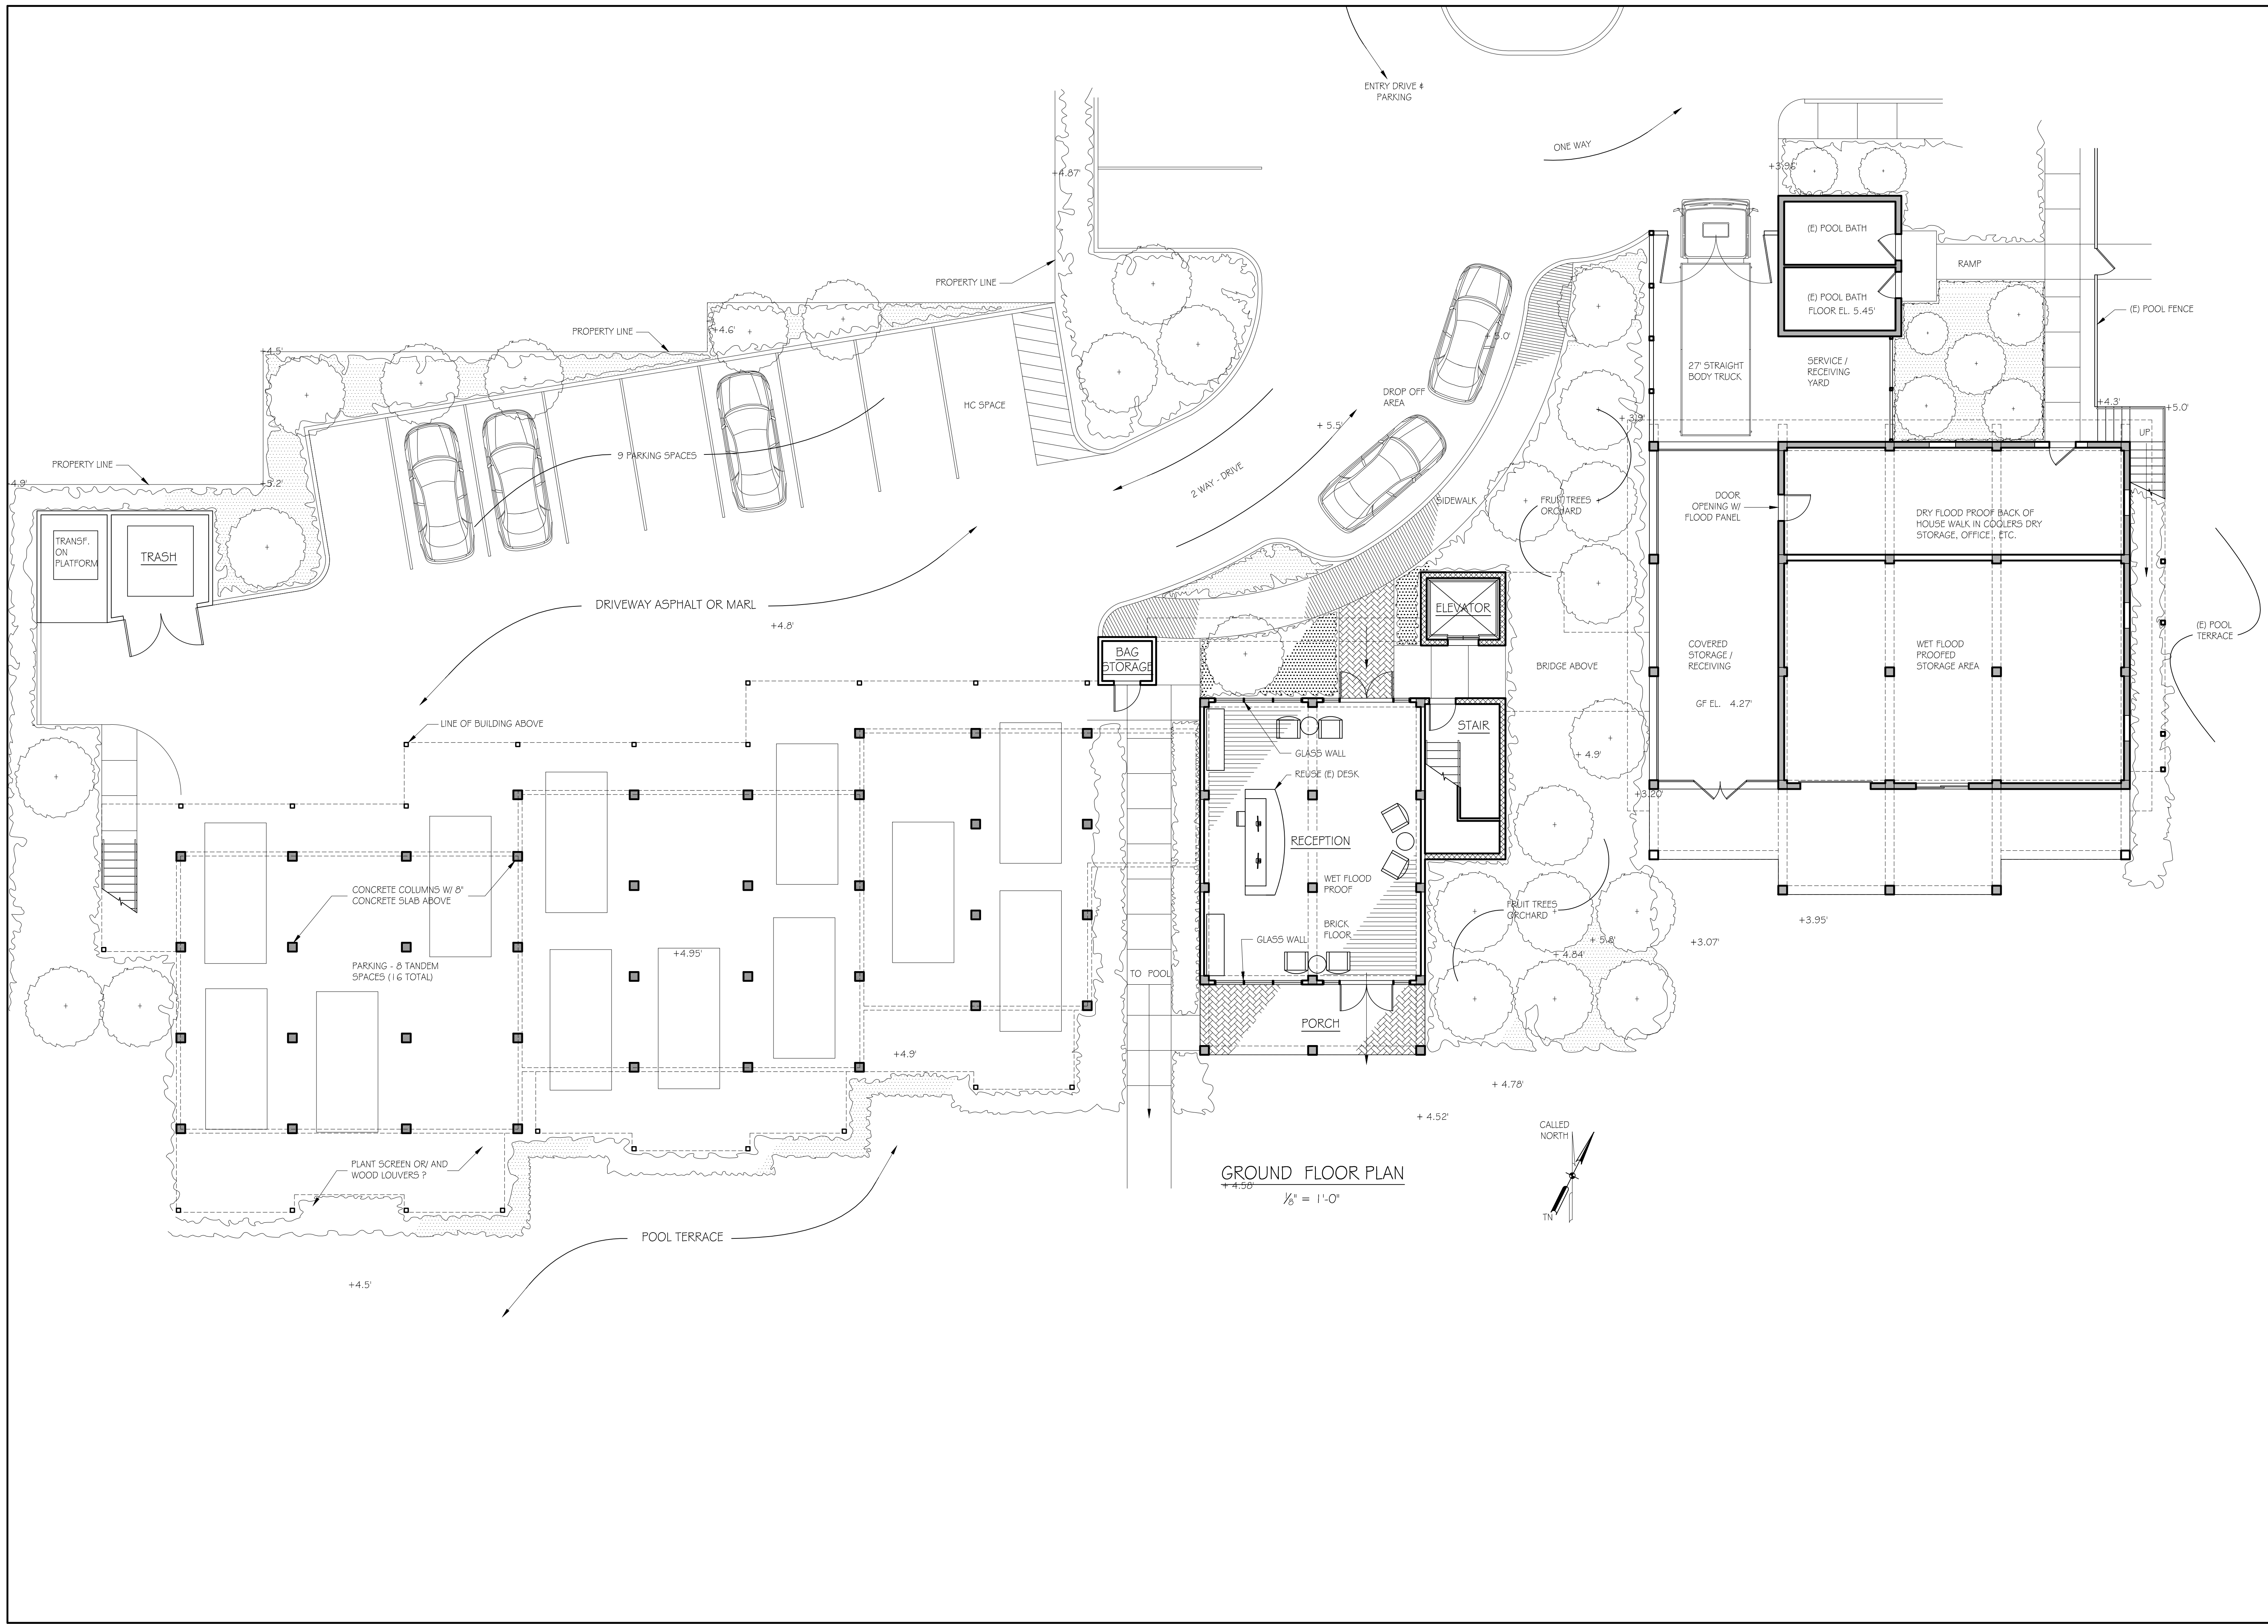 ENTRY DRIVE &
PARKING
ONE WAY
+4.87'
+3.96'
(E) POOL BATH
RAMP
PROPERTY LINE
(E) POOL BATH
FLOOR EL. 5.45'
(E) POOL FENCE
PROPERTY LINE
+4.6'
+ 5.0'
+4.5'
27' STRAIGHT
BODY TRUCK
SERVICE /
RECEIVING
YARD
HC SPACE
DROP OFF
AREA
+ 5.5'
+ 3.9'
+4.3'
+5.0'
UP
PROPERTY LINE
9 PARKING SPACES
+4.9'
+5.2'
2 WAY - DRIVE
SIDEWALK
FRUIT TREES
ORCHARD
DOOR
OPENING W/
FLOOD PANEL
DRY FLOOD PROOF BACK OF
HOUSE WALK IN COOLERS DRY
STORAGE, OFFICE , ETC.
TRANSF.
ON
PLATFORM
TRASH
DRIVEWAY ASPHALT OR MARL
+4.8'
ELEVATOR
BAG
STORAGE
BRIDGE ABOVE
COVERED
STORAGE /
RECEIVING
WET FLOOD
PROOFED
STORAGE AREA
(E) POOL
TERRACE
GF EL. 4.27'
LINE OF BUILDING ABOVE
STAIR
GLASS WALL
+ 4.9'
REUSE (E) DESK
+3.20'
RECEPTION
WET FLOOD
PROOF
CONCRETE COLUMNS W/ 8"
CONCRETE SLAB ABOVE
FRUIT TREES
ORCHARD
BRICK
FLOOR
+3.95'
GLASS WALL
+ 5.8'
+3.07'
+ 4.84'
+4.95'
PARKING - 8 TANDEM
SPACES (16 TOTAL)
TO POOL
PORCH
+4.9'
+ 4.78'
+ 4.52'
CALLED
NORTH
PLANT SCREEN OR/ AND
WOOD LOUVERS ?
GROUND FLOOR PLAN
+ 4.58'
1/8" = 1'-0"
TN
POOL TERRACE
+4.5'